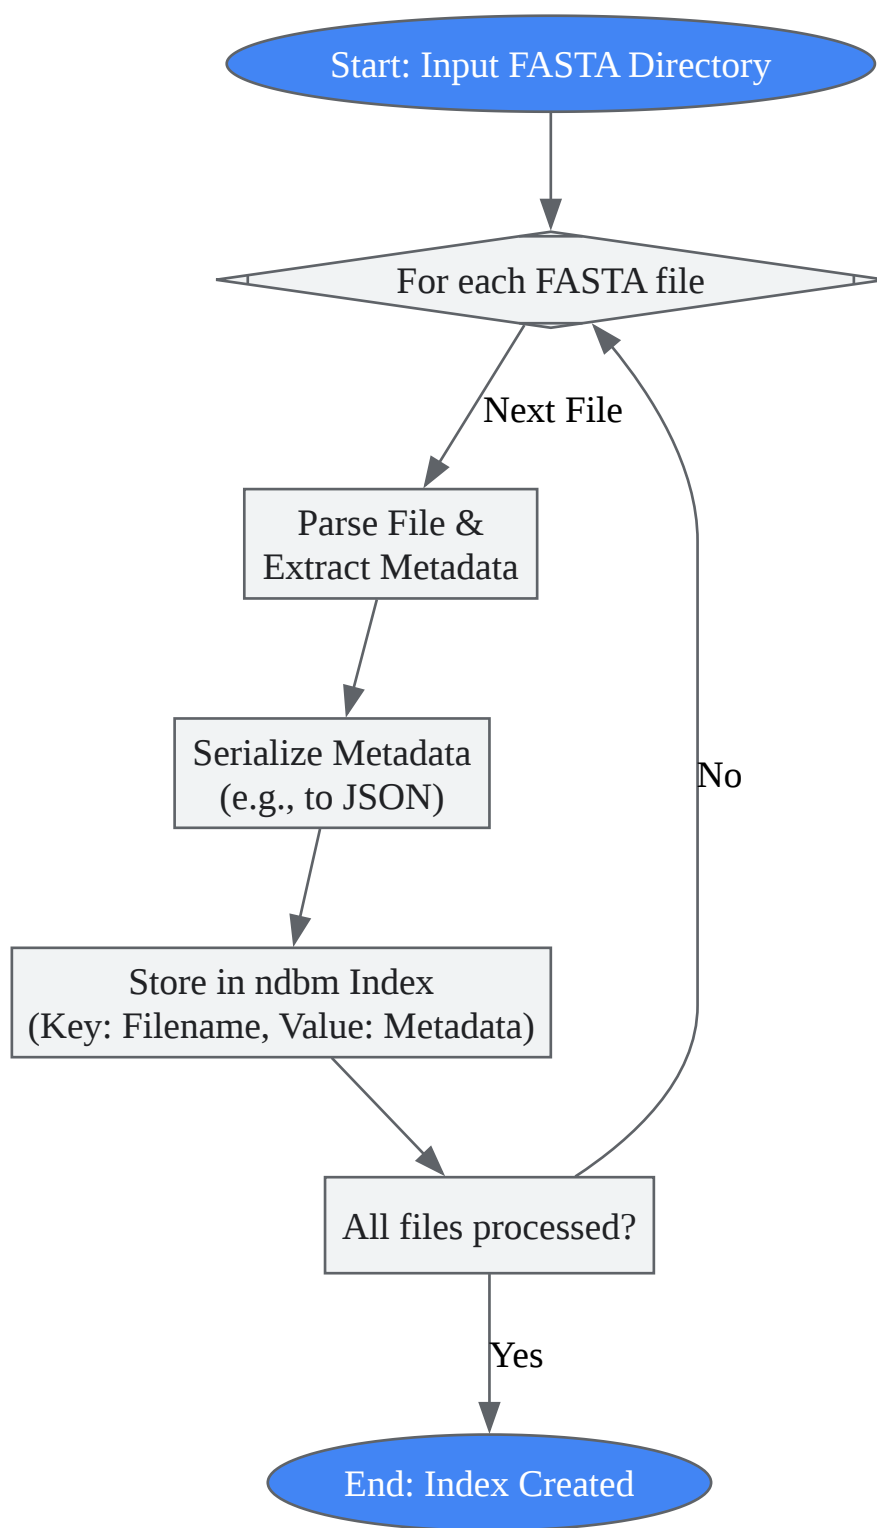 Start: Input FASTA Directory
For each FASTA file
Next File
Parse File &
Extract Metadata
Serialize Metadata
(e.g., to JSON)
No
Store in ndbm Index
(Key: Filename, Value: Metadata)
All files processed?
Yes
End: Index Created